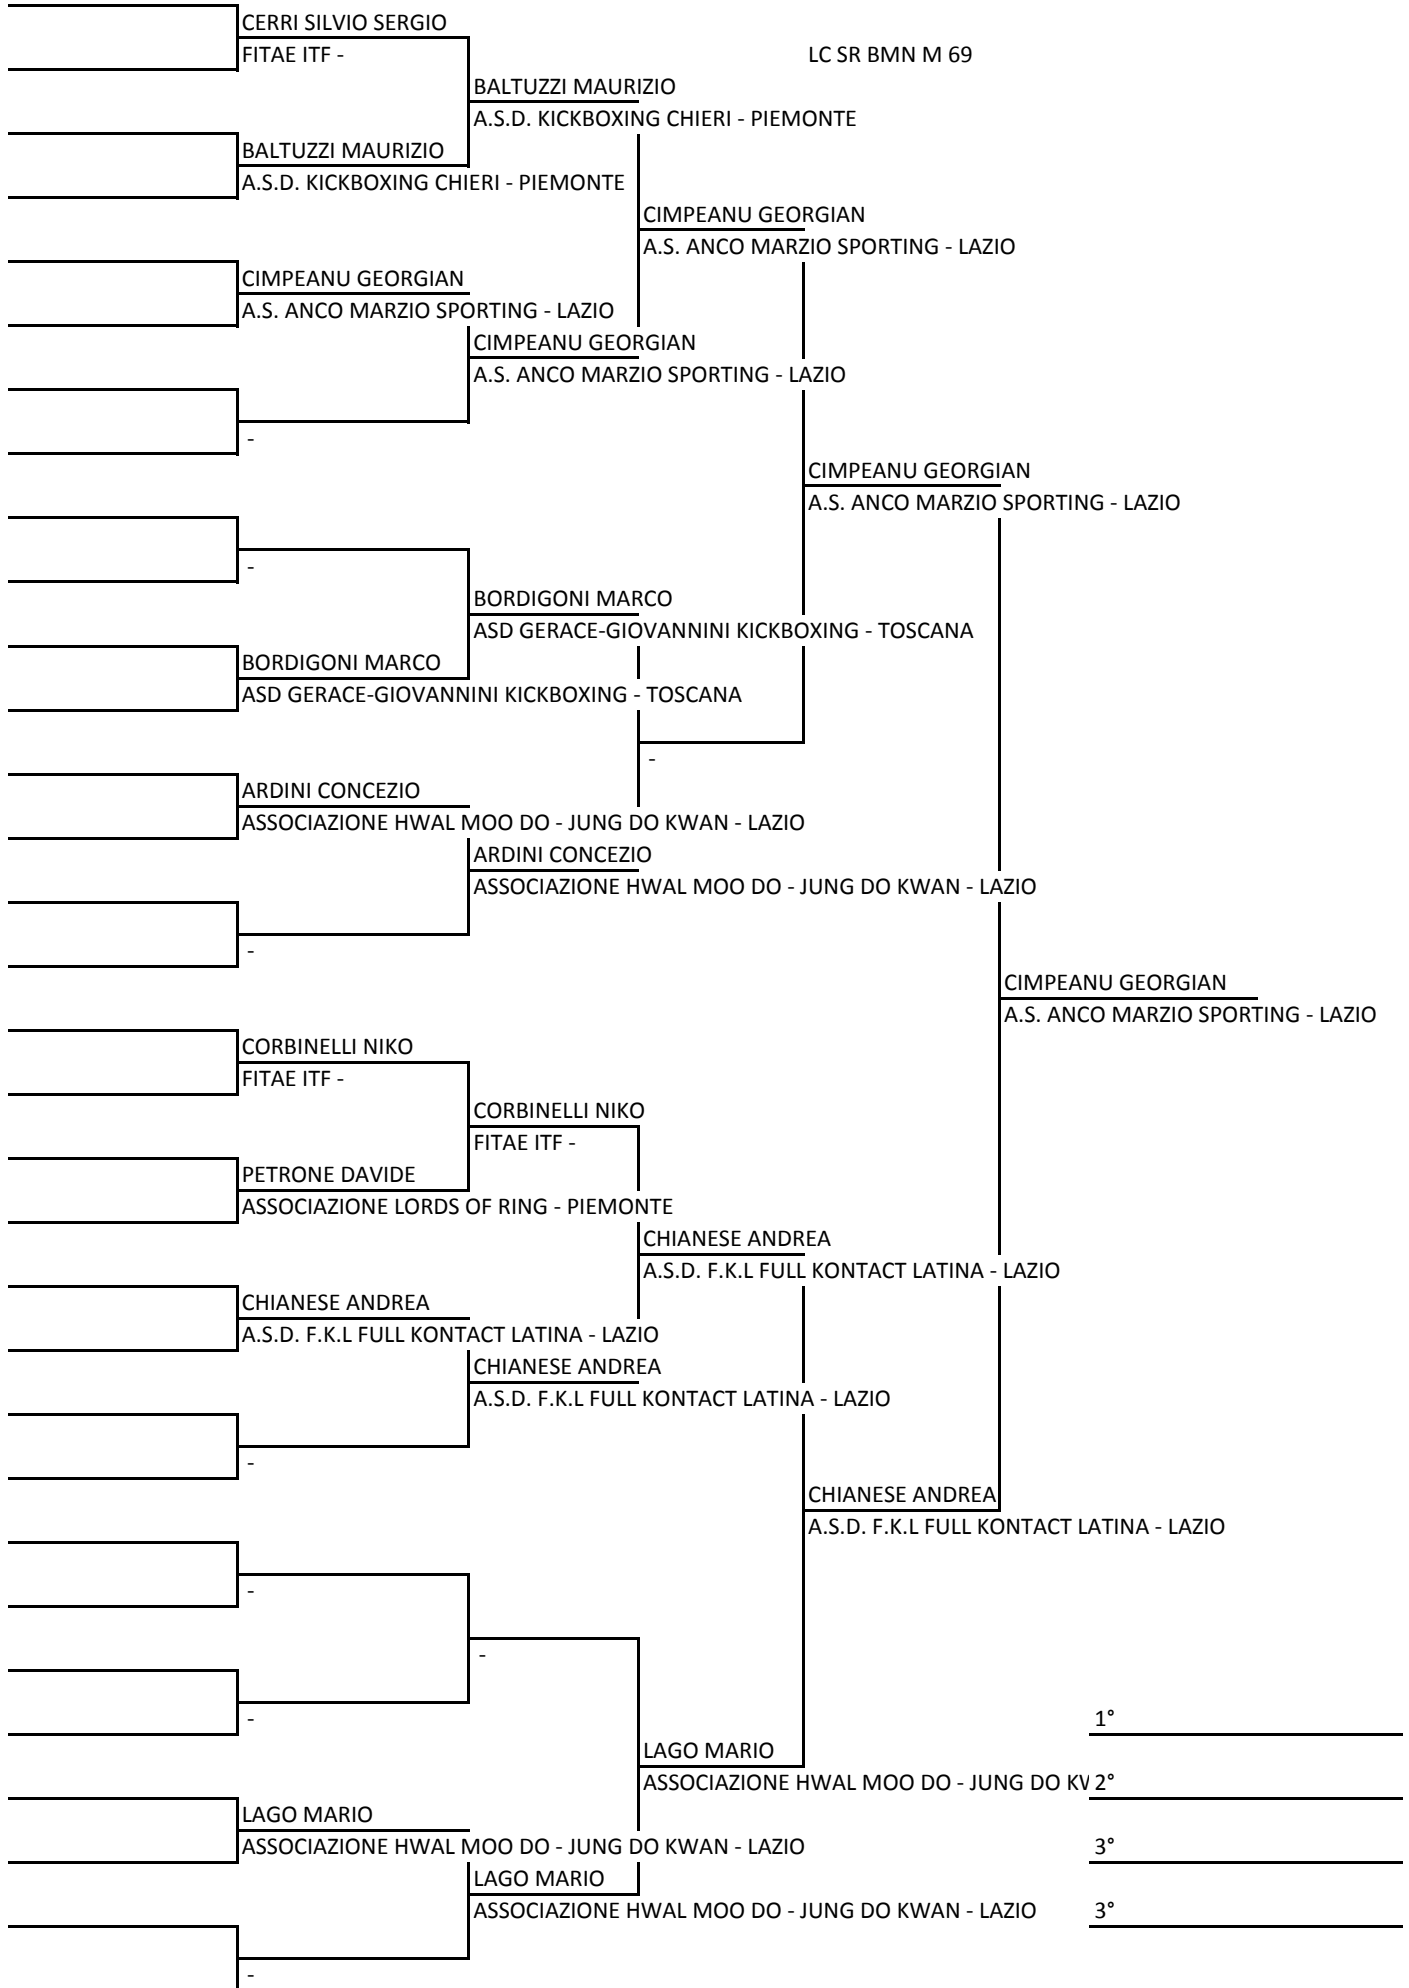 CERRI SILVIO SERGIO
FITAE ITF -
LC SR BMN M 69
BALTUZZI MAURIZIO
A.S.D. KICKBOXING CHIERI - PIEMONTE
BALTUZZI MAURIZIO
A.S.D. KICKBOXING CHIERI - PIEMONTE
CIMPEANU GEORGIAN
A.S. ANCO MARZIO SPORTING - LAZIO
CIMPEANU GEORGIAN
A.S. ANCO MARZIO SPORTING - LAZIO
CIMPEANU GEORGIAN
A.S. ANCO MARZIO SPORTING - LAZIO
-
CIMPEANU GEORGIAN
A.S. ANCO MARZIO SPORTING - LAZIO
-
BORDIGONI MARCO
ASD GERACE-GIOVANNINI KICKBOXING - TOSCANA
BORDIGONI MARCO
ASD GERACE-GIOVANNINI KICKBOXING - TOSCANA
-
ARDINI CONCEZIO
ASSOCIAZIONE HWAL MOO DO - JUNG DO KWAN - LAZIO
ARDINI CONCEZIO
ASSOCIAZIONE HWAL MOO DO - JUNG DO KWAN - LAZIO
-
CIMPEANU GEORGIAN
A.S. ANCO MARZIO SPORTING - LAZIO
CORBINELLI NIKO
FITAE ITF -
CORBINELLI NIKO
FITAE ITF -
PETRONE DAVIDE
ASSOCIAZIONE LORDS OF RING - PIEMONTE
CHIANESE ANDREA
A.S.D. F.K.L FULL KONTACT LATINA - LAZIO
CHIANESE ANDREA
A.S.D. F.K.L FULL KONTACT LATINA - LAZIO
CHIANESE ANDREA
A.S.D. F.K.L FULL KONTACT LATINA - LAZIO
-
CHIANESE ANDREA
A.S.D. F.K.L FULL KONTACT LATINA - LAZIO
-
-
-
1°
LAGO MARIO
ASSOCIAZIONE HWAL MOO DO - JUNG DO KV
2°
LAGO MARIO
ASSOCIAZIONE HWAL MOO DO - JUNG DO KWAN - LAZIO
3°
LAGO MARIO
ASSOCIAZIONE HWAL MOO DO - JUNG DO KWAN - LAZIO
3°
-